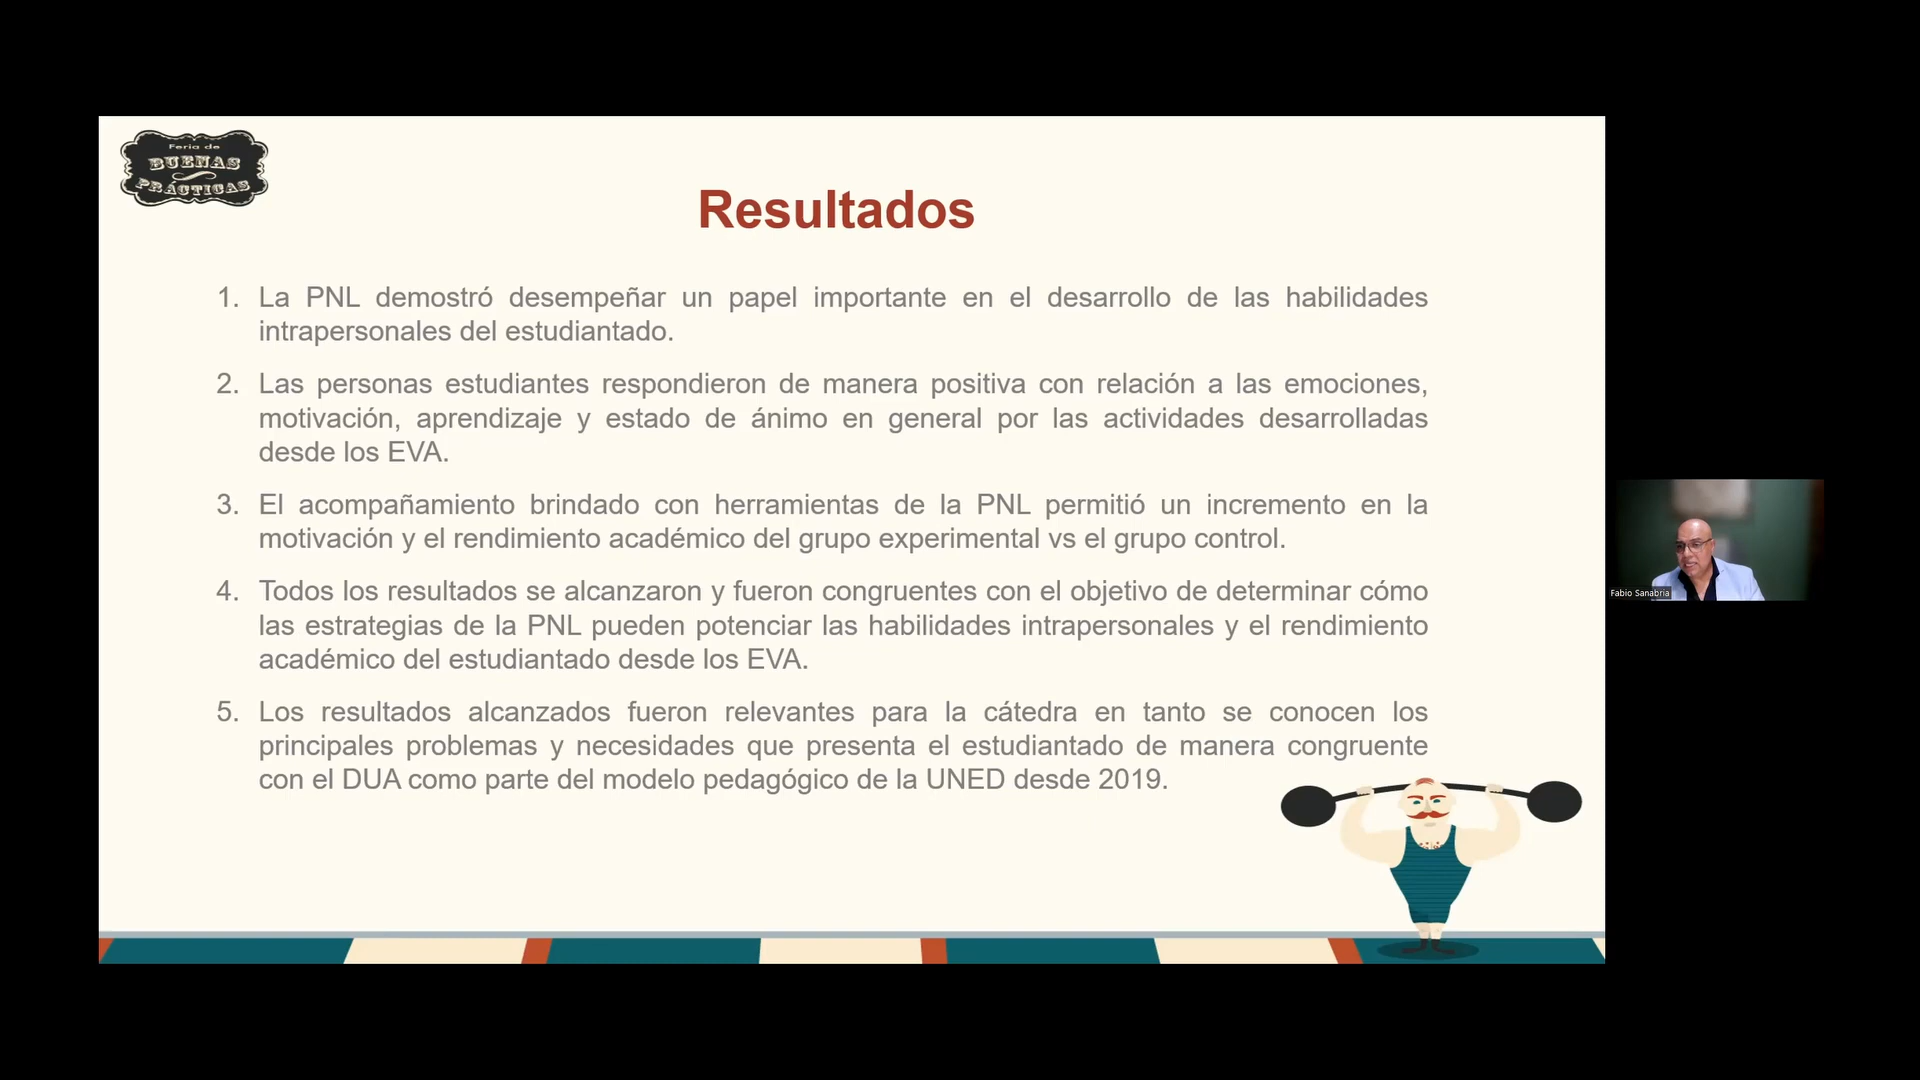 Feria de
BUENAS
PRÁCTICAS
Resultados
1. La PNL demostró desempeñar un papel importante en el desarrollo de las habilidades
intrapersonales del estudiantado.
2. Las personas estudiantes respondieron de manera positiva con relación a las emociones,
motivación, aprendizaje y estado de ánimo en general por las actividades desarrolladas
desde los EVA.
3. El acompañamiento brindado con herramientas de la PNL permitió un incremento en la
motivación y el rendimiento académico del grupo experimental vs el grupo control.
4. Todos los resultados se alcanzaron y fueron congruentes con el objetivo de determinar cómo
las estrategias de la PNL pueden potenciar las habilidades intrapersonales y el rendimiento
académico del estudiantado desde los EVA.
5. Los resultados alcanzados fueron relevantes para la cátedra en tanto se conocen los
principales problemas y necesidades que presenta el estudiantado de manera congruente
con el DUA como parte del modelo pedagógico de la UNED desde 2019.
Fabio Sanabria